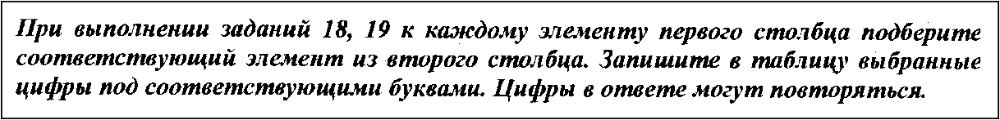 При выполнении заданий 18, 19 к каждому элементу первого столбца подберите
соответствующий элемент из второго столбца. Запишите в таблицу выбранные
цифры под соответствующими буквами. Цифры в ответе могут повторяться.